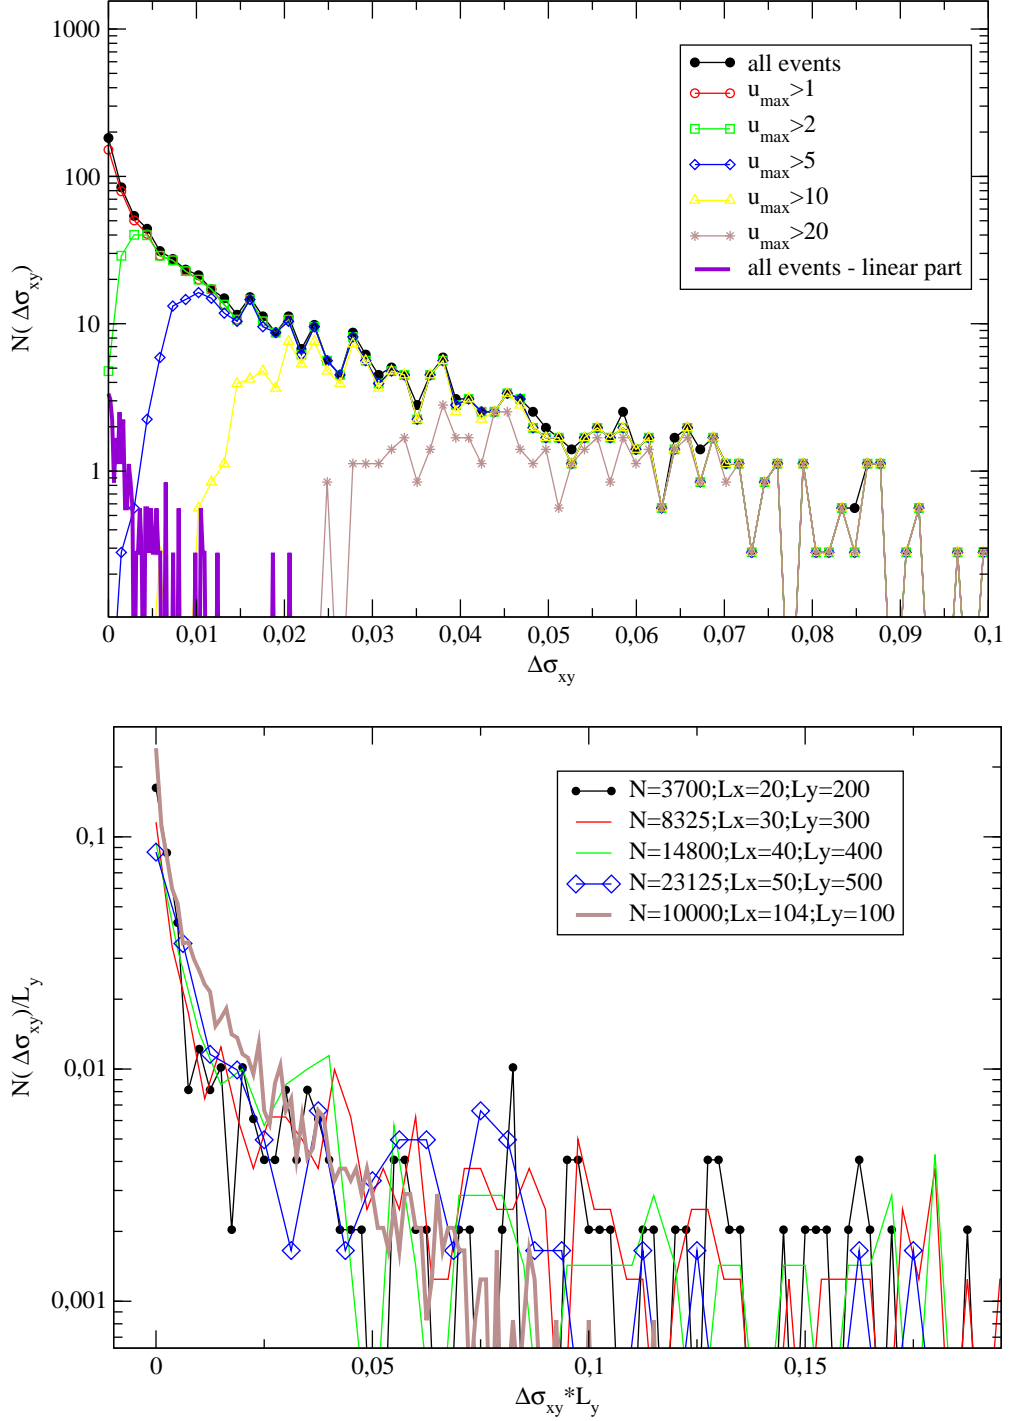 1000
100
10
1
N( Δσxy)
all events
umax>1
umax>2
umax>5
umax>10
umax>20
all events - linear part
0 0,01 0,02 0,03 0,04 0,05 0,06 0,07 0,08 0,09 0,1
Δσxy
0,1
0,01
0,001
N( Δσxy)/Ly
N=3700;Lx=20;Ly=200
N=8325;Lx=30;Ly=300
N=14800;Lx=40;Ly=400
N=23125;Lx=50;Ly=500
N=10000;Lx=104;Ly=100
0 0,05 0,1 0,15
Δσxy*Ly